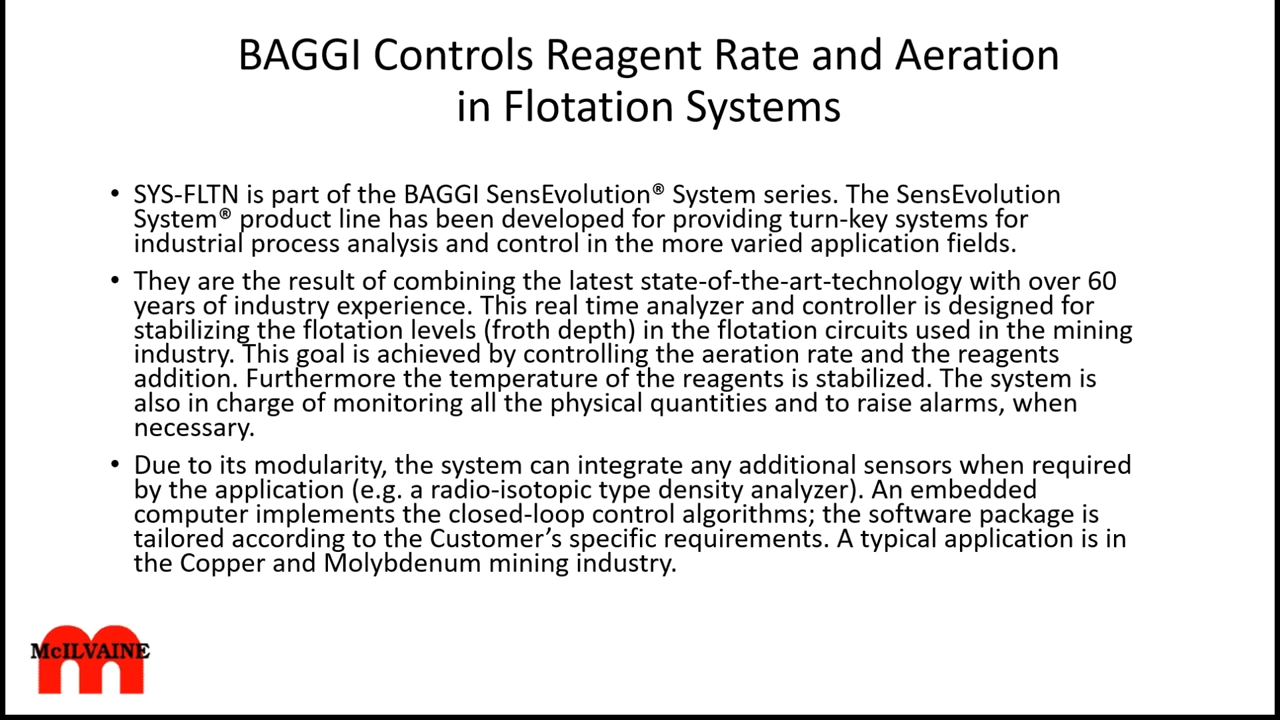 BAGGI Controls Reagent Rate and Aeration
in Flotation Systems
• SYS-FLTN is part of the BAGGI SensEvolution® System series. The SensEvolution
System® product line has been developed for providing turn-key systems for
industrial process analysis and control in the more varied application fields.
• They are the result of combining the latest state-of-the-art-technology with over 60
years of industry experience. This real time analyzer and controller is designed for
stabilizing the flotation levels (froth depth) in the flotation circuits used in the mining
industry. This goal is achieved by controlling the aeration rate and the reagents
addition. Furthermore the temperature of the reagents is stabilized. The system is
also in charge of monitoring all the physical quantities and to raise alarms, when
necessary.
• Due to its modularity, the system can integrate any additional sensors when required
by the application (e.g. a radio-isotopic type density analyzer). An embedded
computer implements the closed-loop control algorithms; the software package is
tailored according to the Customer’s specific requirements. A typical application is in
the Copper and Molybdenum mining industry.
McILVAINE